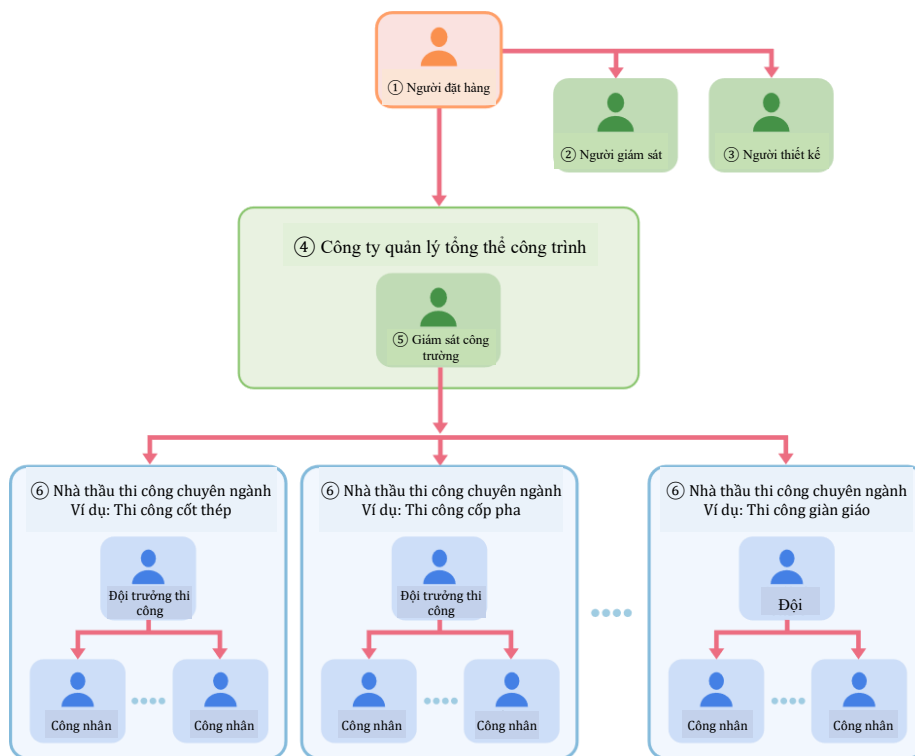 ① Người đặt hàng
② Người giám sát
③ Người thiết kế
④ Công ty quản lý tổng thể công trình
⑤ Giám sát công
trường
⑥ Nhà thầu thi công chuyên ngành
Ví dụ: Thi công cốt thép
Đội trưởng thi
công
Công nhân
Công nhân
⑥ Nhà thầu thi công chuyên ngành
Ví dụ: Thi công cốp pha
Đội trưởng thi
công
Công nhân
Công nhân
⑥ Nhà thầu thi công chuyên ngành
Ví dụ: Thi công giàn giáo
Đội
Công nhân
Công nhân